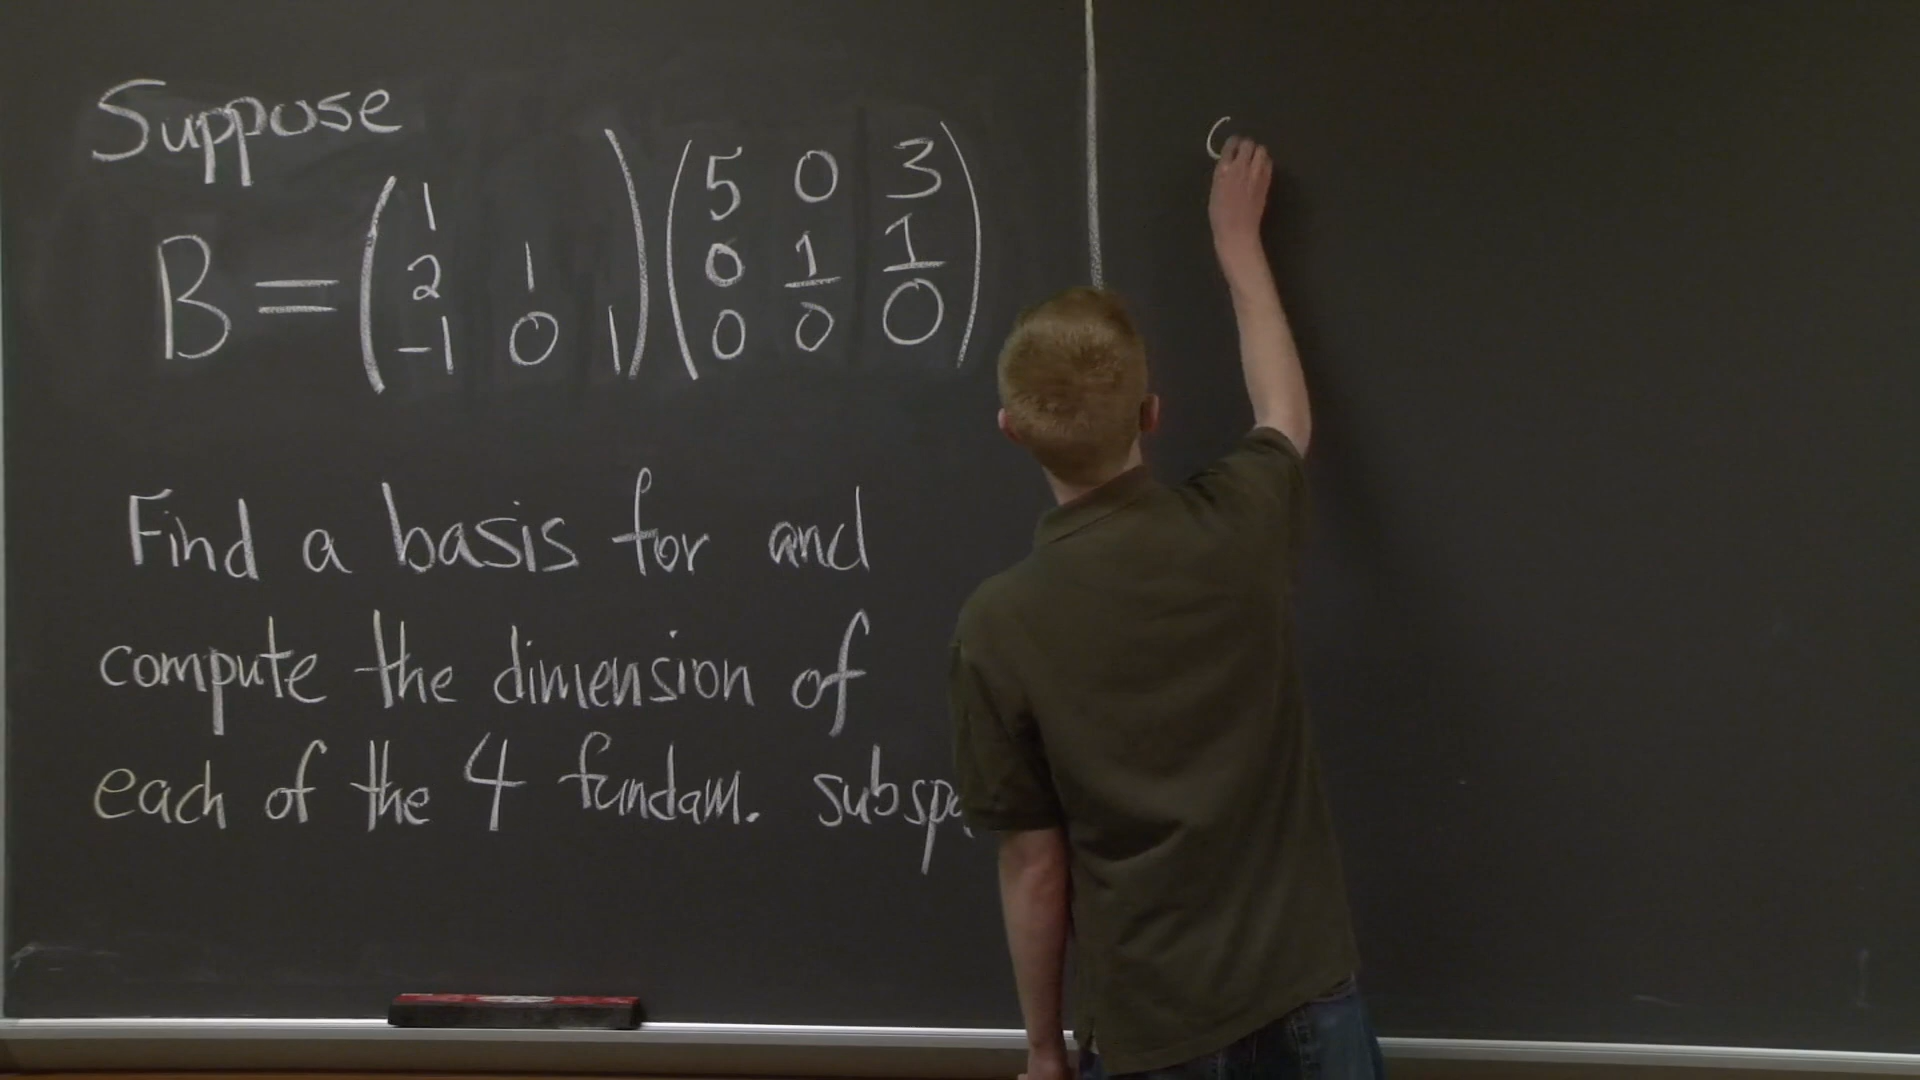 Suppose
B = ( 1 ) ( 5 0 3 )
( 2 1 ) ( 0 1 1 )
( -1 0 1 ) ( 0 0 0 )
Find a basis for and
compute the dimension of
each of the 4 fundam.
C